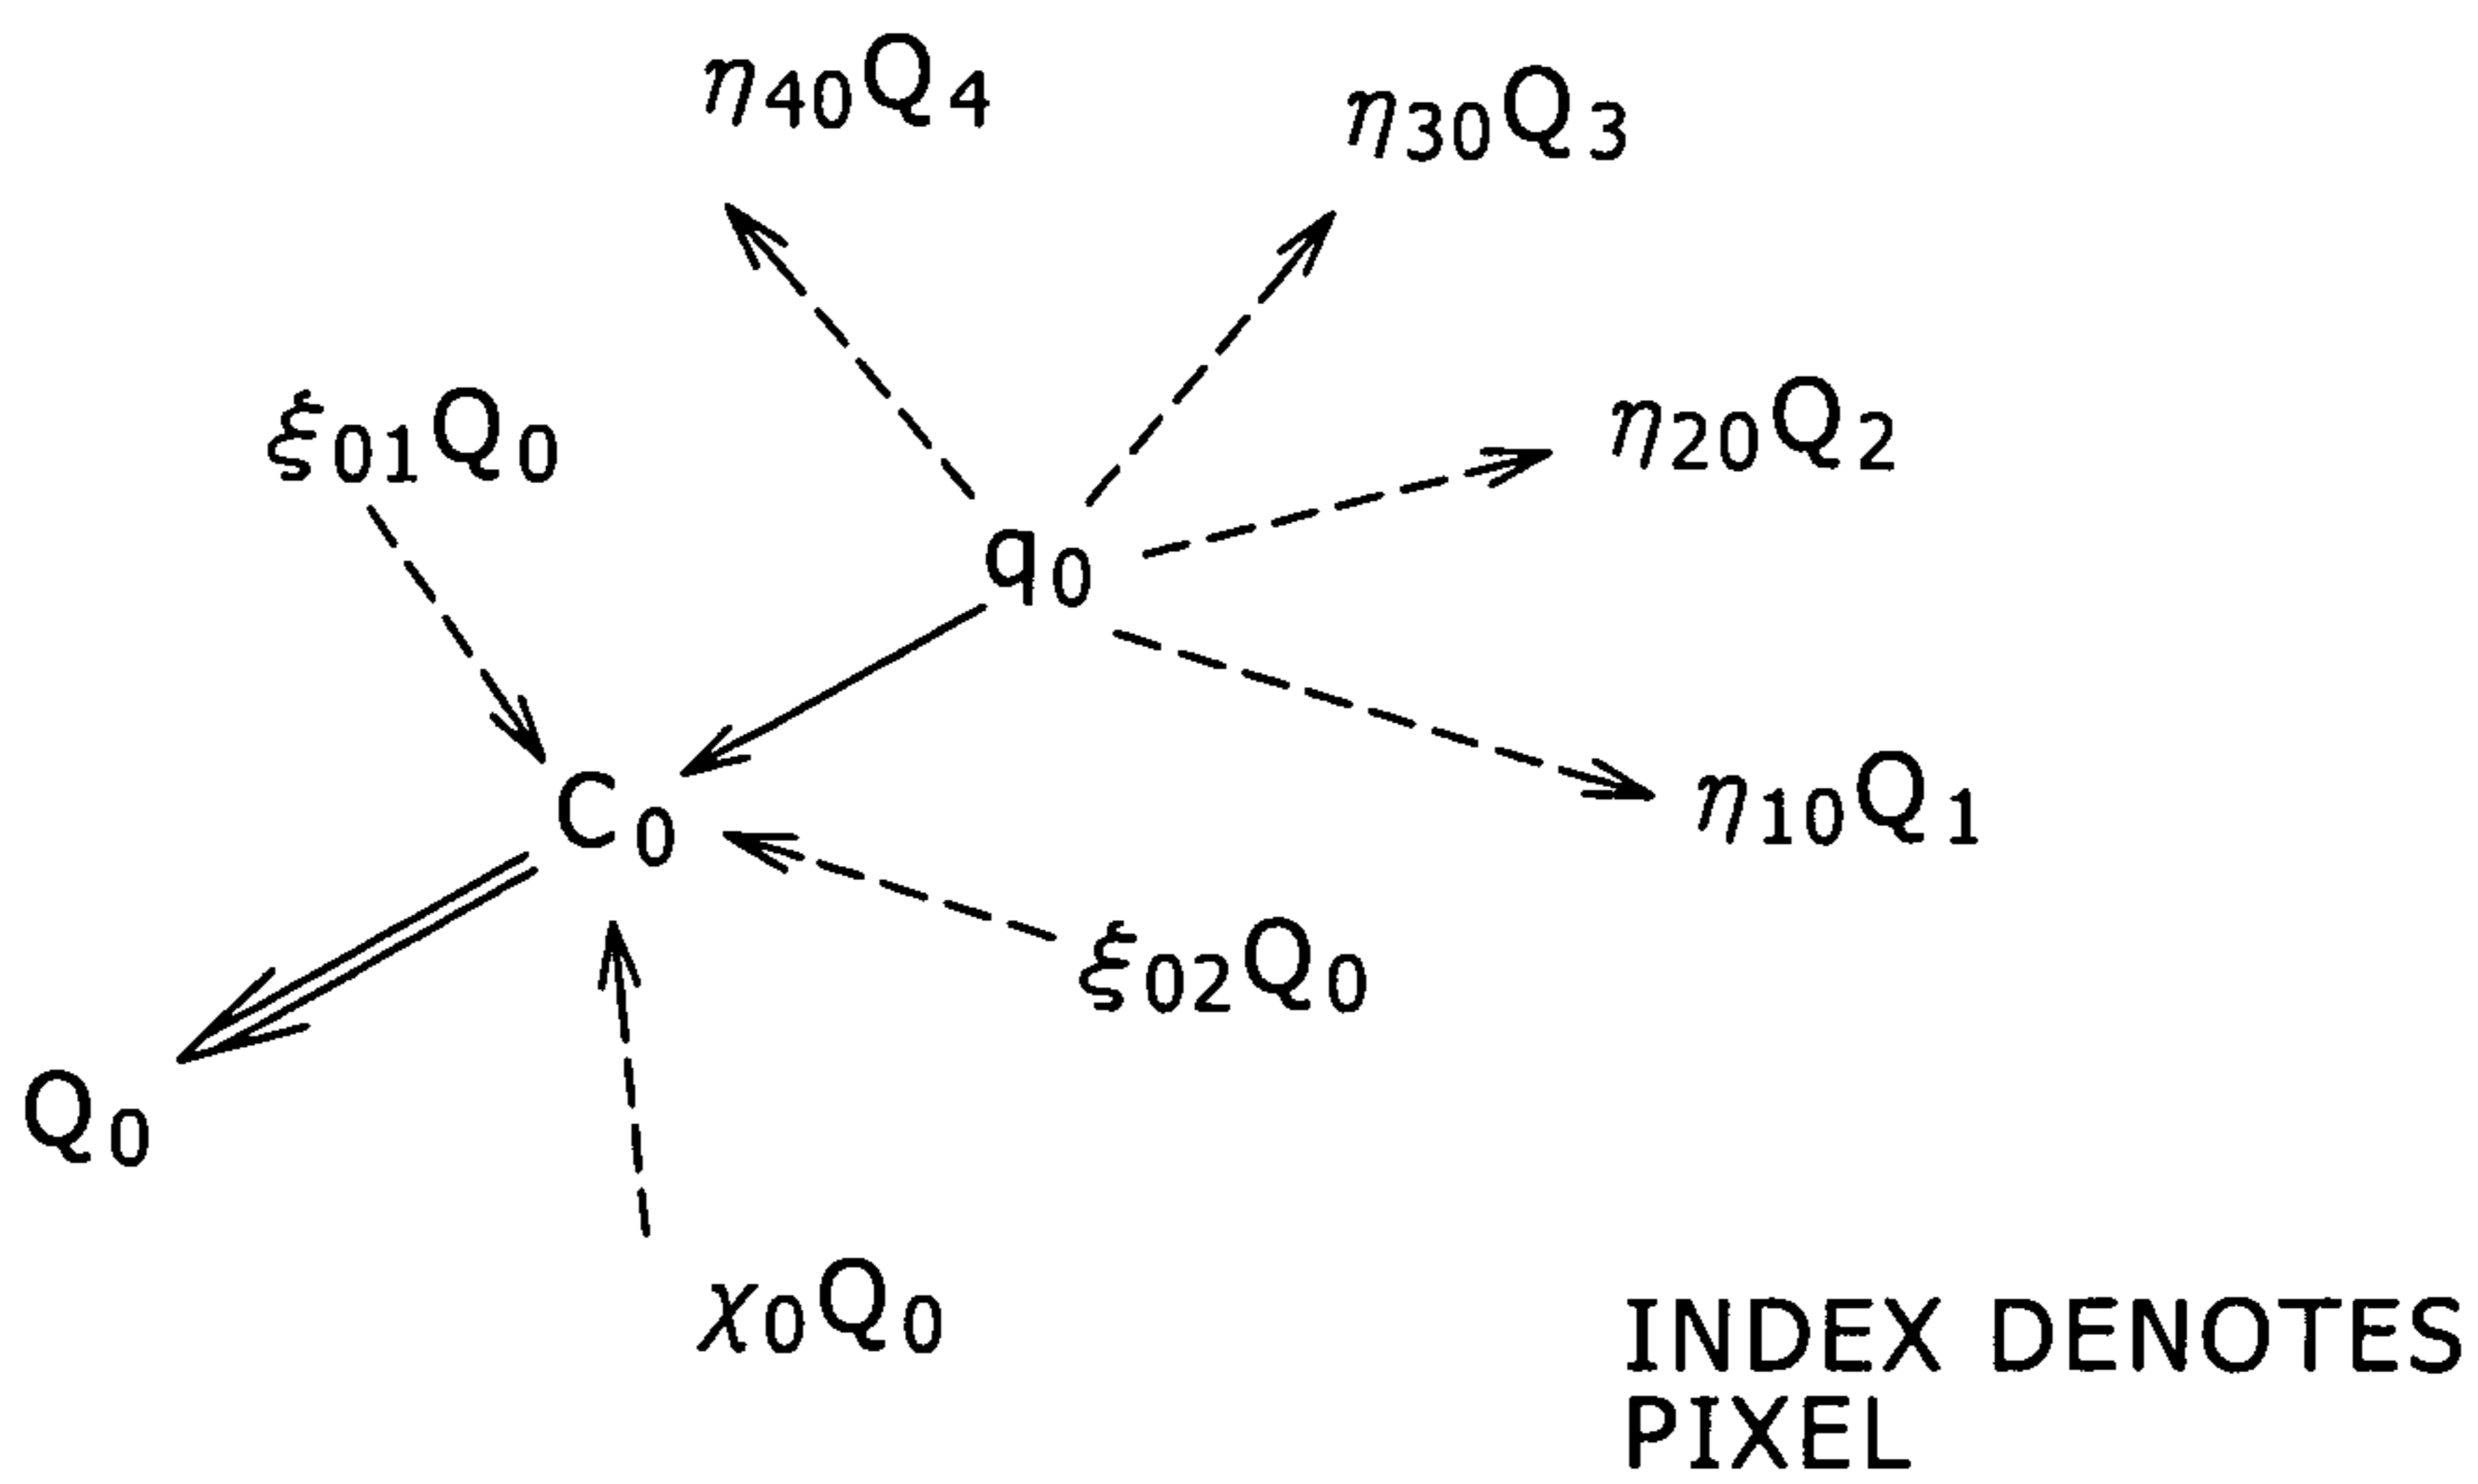 η₄₀Q₄
η₃₀Q₃
ξ₀₁Q₀
η₂₀Q₂
q₀
C₀
η₁₀Q₁
ξ₀₂Q₀
Q₀
χ₀Q₀
INDEX DENOTES
PIXEL